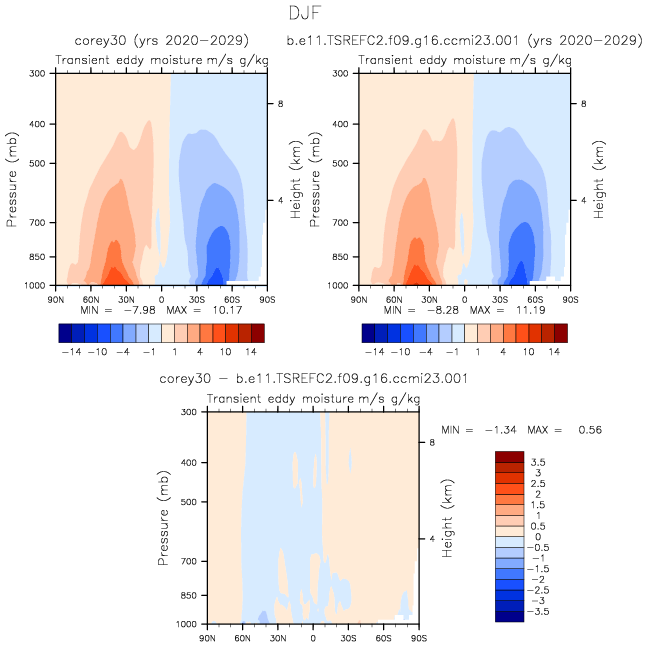 DJF
corey30 (yrs 2020-2029)
b.e11.TSREFC2.f09.g16.ccmi23.001 (yrs 2020-2029)
Transient eddy moisture m/s g/kg
Transient eddy moisture m/s g/kg
300
400
500
700
850
1000
Pressure (mb)
8
4
Height (km)
90N 60N 30N 0 30S 60S 90S
MIN = -7.98 MAX = 10.17
-14 -10 -4 -1 1 4 10 14
300
400
500
700
850
1000
Pressure (mb)
8
4
Height (km)
90N 60N 30N 0 30S 60S 90S
MIN = -8.28 MAX = 11.19
-14 -10 -4 -1 1 4 10 14
corey30 - b.e11.TSREFC2.f09.g16.ccmi23.001
Transient eddy moisture m/s g/kg
300
400
500
700
850
1000
Pressure (mb)
8
4
Height (km)
90N 60N 30N 0 30S 60S 90S
MIN = -1.34 MAX = 0.56
3.5
3
2.5
2
1.5
1
0.5
0
-0.5
-1
-1.5
-2
-2.5
-3
-3.5